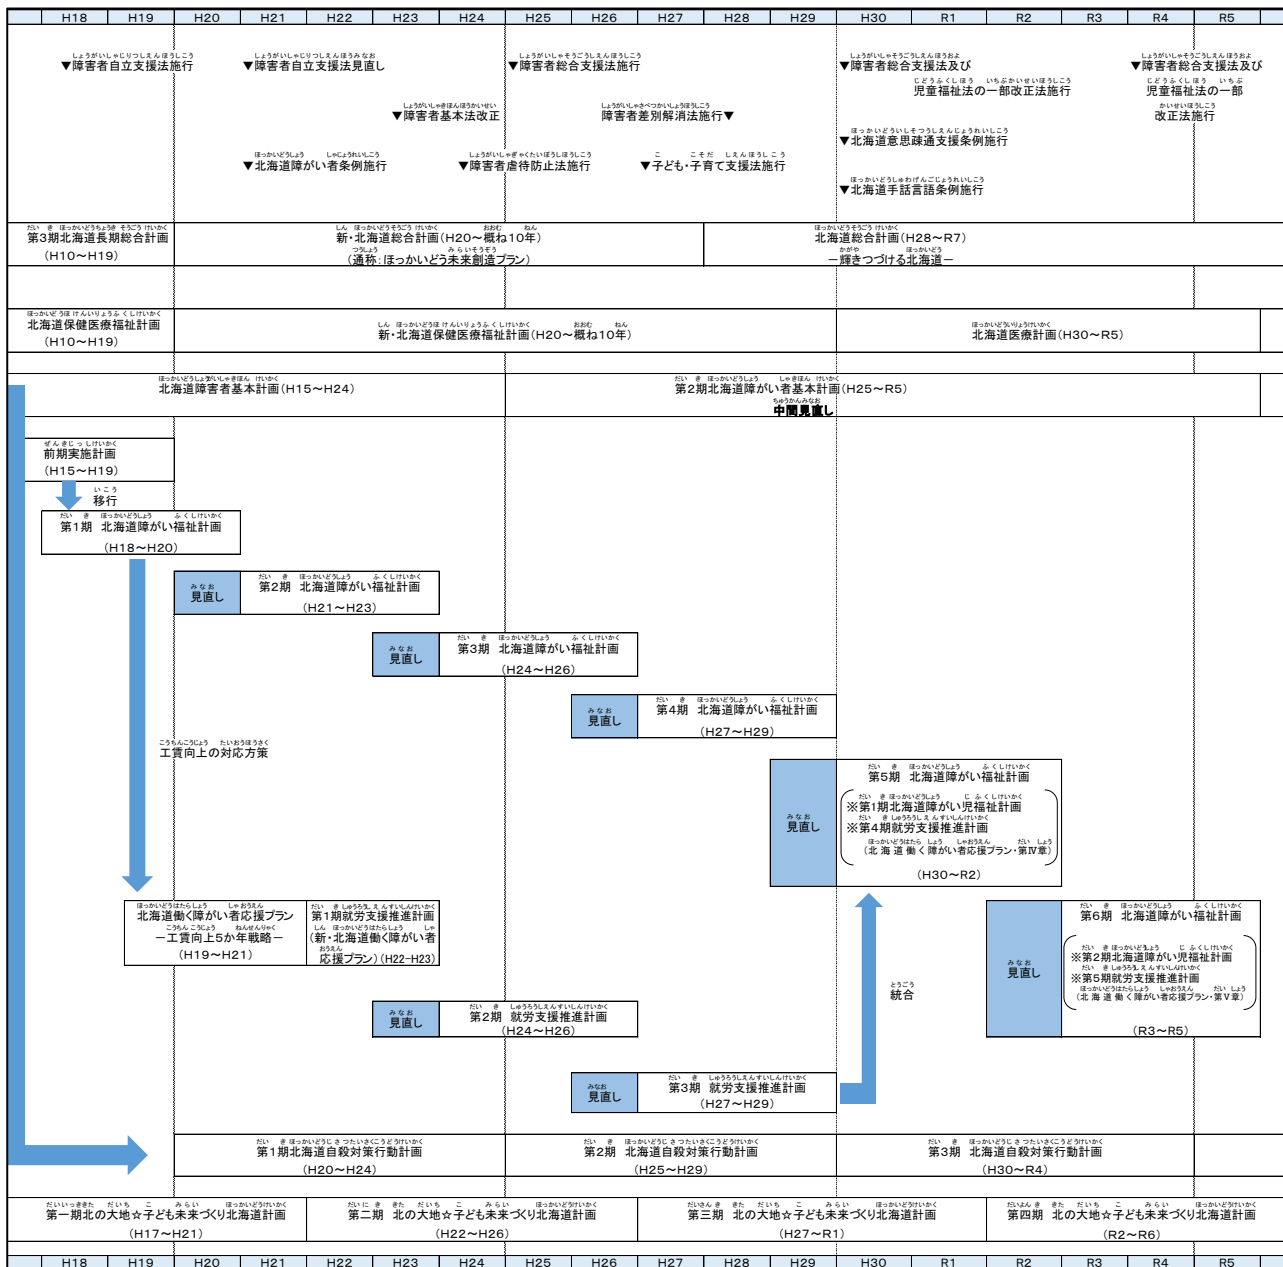 H18 H19 H20 H21 H22 H23 H24 H25 H26 H27 H28 H29 H30 R1 R2 R3 R4 R5
▼障害者自立支援法施行 ▼障害者自立支援法見直し ▼障害者総合支援法施行 ▼障害者総合支援法及び ▼障害者総合支援法及び
児童福祉法の一部改正法施行 児童福祉法の一部
▼障害者基本法改正 障害者差別解消法施行▼ 改正法施行
▼北海道意思疎通支援条例施行
▼北海道障がい者条例施行 ▼障害者虐待防止法施行 ▼子ども・子育て支援法施行
▼北海道手話言語条例施行
第3期北海道長期総合計画 新・北海道総合計画(H20～概ね10年) 北海道総合計画(H28～R7)
(H10～H19) (通称:ほっかいどう未来創造プラン) －輝きつづける北海道－
北海道保健医療福祉計画 新・北海道保健医療福祉計画(H20～概ね10年) 北海道医療計画(H30～R5)
(H10～H19)
北海道障害者基本計画(H15～H24) 第2期北海道障がい者基本計画(H25～R5)
中間見直し
前期実施計画
(H15～H19)
移行
第1期 北海道障がい福祉計画
(H18～H20)
見直し 第2期 北海道障がい福祉計画
(H21～H23)
見直し 第3期 北海道障がい福祉計画
(H24～H26)
見直し 第4期 北海道障がい福祉計画
(H27～H29)
工賃向上の対応方策
第5期 北海道障がい福祉計画
※第1期北海道障がい児福祉計画
見直し ※第4期就労支援推進計画
(北海道働く障がい者応援プラン・第Ⅳ章)
(H30～R2)
北海道働く障がい者応援プラン 第1期就労支援推進計画 第6期 北海道障がい福祉計画
－工賃向上5か年戦略－ (新・北海道働く障がい者
(H19～H21) 応援プラン)(H22-H23) ※第2期北海道障がい児福祉計画
見直し ※第5期就労支援推進計画
統合 (北海道働く障がい者応援プラン・第Ⅴ章)
見直し 第2期 就労支援推進計画
(H24～H26) (R3～R5)
見直し 第3期 就労支援推進計画
(H27～H29)
第1期北海道自殺対策行動計画 第2期 北海道自殺対策行動計画 第3期 北海道自殺対策行動計画
(H20～H24) (H25～H29) (H30～R4)
第一期北の大地☆子ども未来づくり北海道計画 第二期 北の大地☆子ども未来づくり北海道計画 第三期 北の大地☆子ども未来づくり北海道計画 第四期 北の大地☆子ども未来づくり北海道計画
(H17～H21) (H22～H26) (H27～R1) (R2～R6)
H18 H19 H20 H21 H22 H23 H24 H25 H26 H27 H28 H29 H30 R1 R2 R3 R4 R5